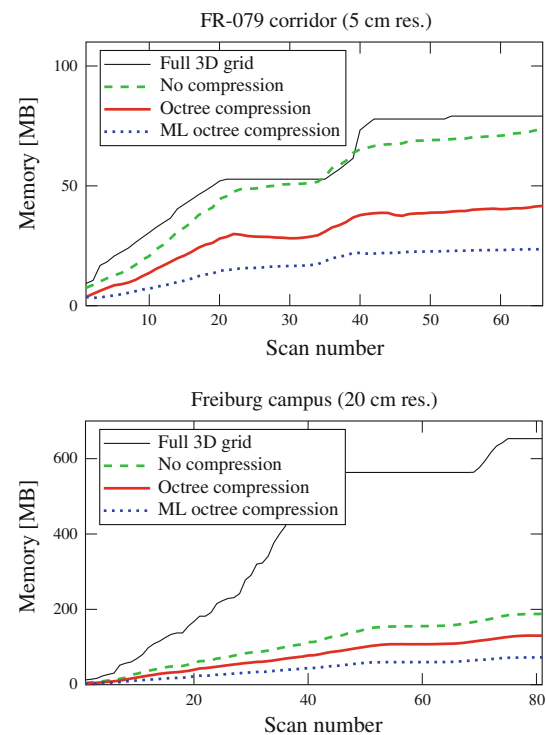 FR-079 corridor (5 cm res.)
Full 3D grid
No compression
Octree compression
ML octree compression
Memory [MB]
100
50
0
10 20 30 40 50 60
Scan number
Freiburg campus (20 cm res.)
Full 3D grid
No compression
Octree compression
ML octree compression
Memory [MB]
600
400
200
0
20 40 60 80
Scan number